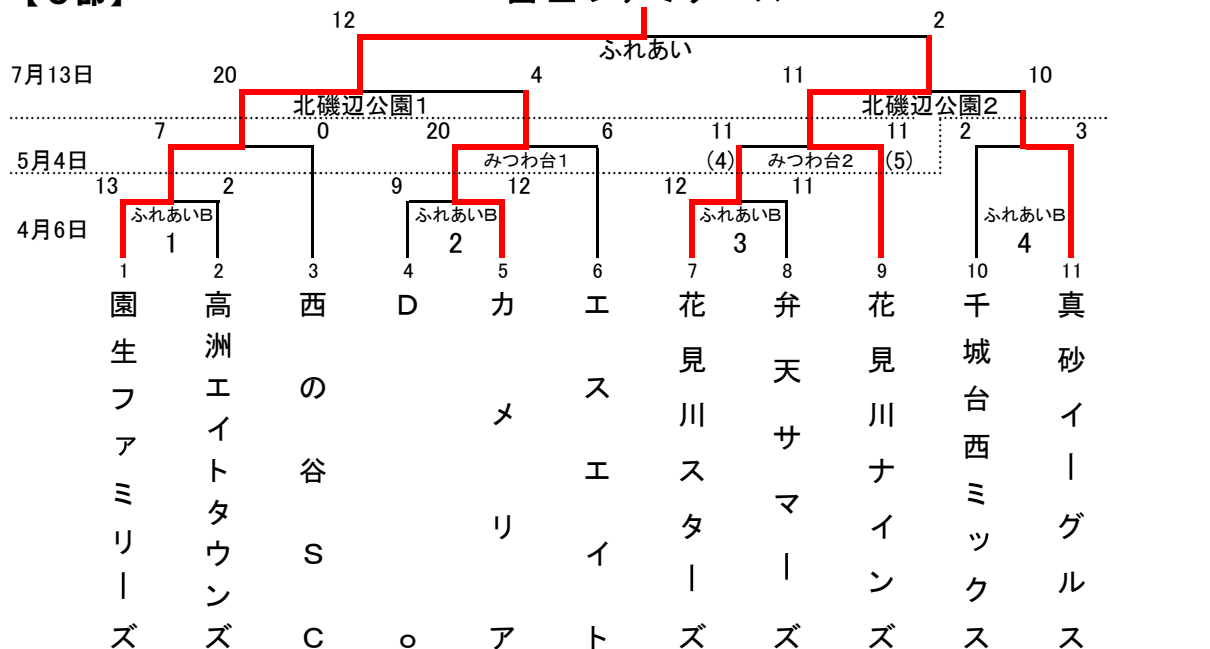 12 2
ふれあい
7月13日 20 4 11 10
北磯辺公園1 北磯辺公園2
7 0 20 6 11 11 2 3
5月4日 みつわ台1 (4) みつわ台2 (5)
13 2 9 12 12 11
ふれあいB ふれあいB ふれあいB ふれあいB
4月6日 1 2 3 4
1 2 3 4 5 6 7 8 9 10 11
園生ファミリーズ
高洲エイトタウンズ
西の谷SC
Do
カメリア
エスエイト
花見川スターズ
弁天サマーズ
花見川ナインズ
千城台西ミックス
真砂イーグルス